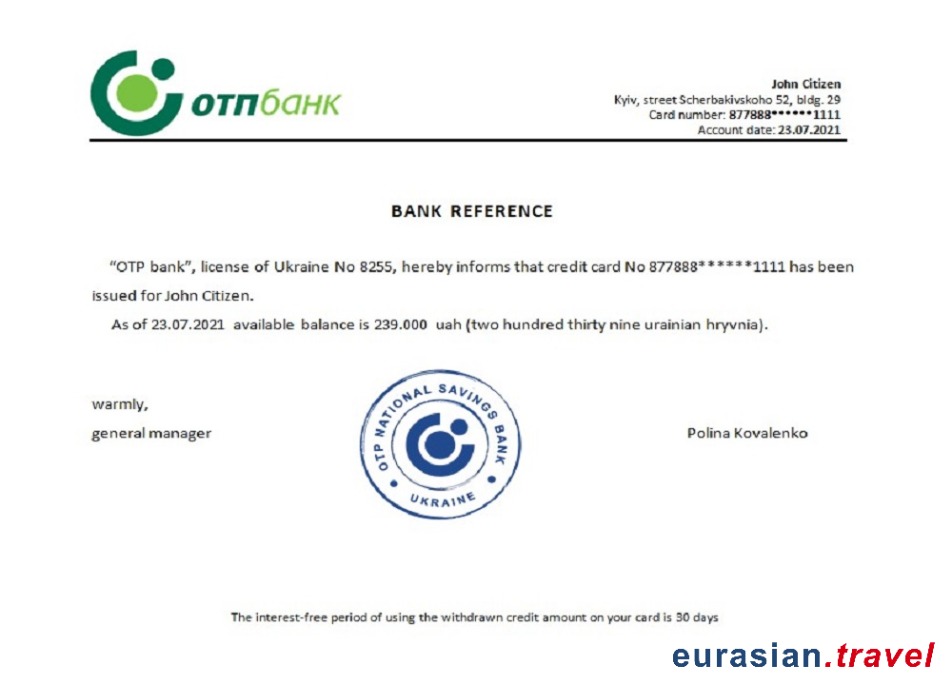 отпбанк
John Citizen
Kyiv, street Scherbakivskoho 52, bldg. 29
Card number: 877888******1111
Account date: 23.07.2021
BANK REFERENCE
“OTP bank”, license of Ukraine No 8255, hereby informs that credit card No 877888******1111 has been
issued for John Citizen.
As of 23.07.2021 available balance is 239.000 uah (two hundred thirty nine urainian hryvnia).
warmly,
general manager
OTP NATIONAL SAVINGS BANK
UKRAINE
Polina Kovalenko
The interest-free period of using the withdrawn credit amount on your card is 30 days
eurasian.travel